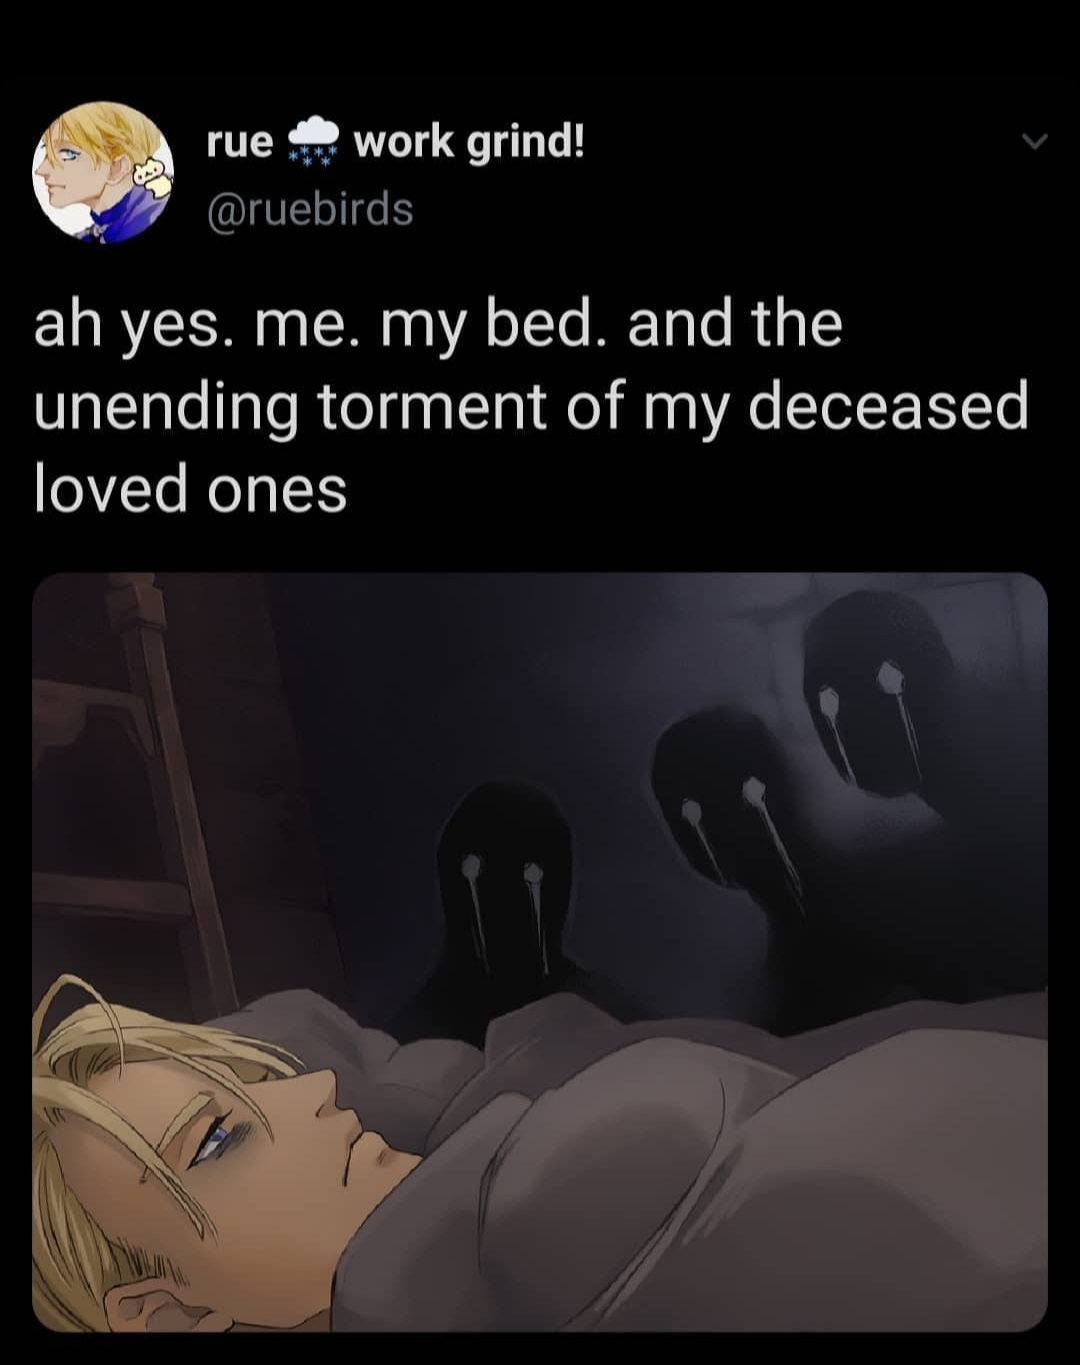 rue 🌨️ work grind!
@ruebirds
ah yes. me. my bed. and the
unending torment of my deceased
loved ones